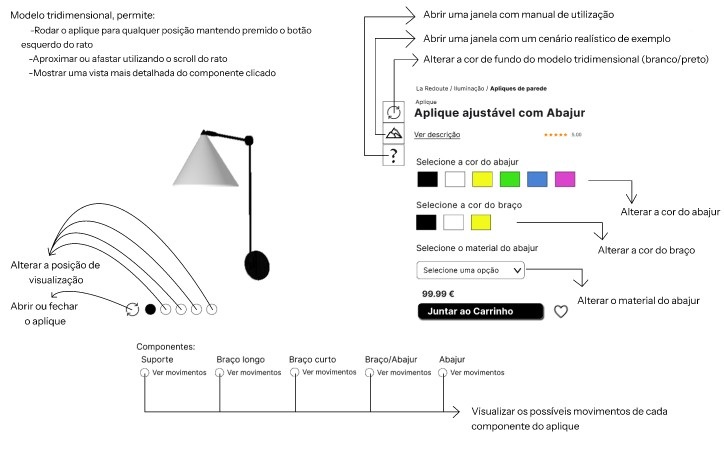 Modelo tridimensional, permite:
-Rodar o aplique para qualquer posição mantendo premido o botão
esquerdo do rato
-Aproximar ou afastar utilizando o scroll do rato
-Mostrar uma vista mais detalhada do componente clicado
Abrir uma janela com manual de utilização
Abrir uma janela com um cenário realístico de exemplo
Alterar a cor de fundo do modelo tridimensional (branco/preto)
La Redoute / Iluminação / Apliques de parede
Aplique
Aplique ajustável com Abajur
Ver descrição
★★★★★ 5,00
?
Selecione a cor do abajur
Alterar a cor do abajur
Selecione a cor do braço
Alterar a cor do braço
Selecione o material do abajur
Selecione uma opção
Alterar o material do abajur
99.99 €
Juntar ao Carrinho
Alterar a posição de
visualização
Abrir ou fechar
o aplique
Componentes:
Suporte
Braço longo
Braço curto
Braço/Abajur
Abajur
Ver movimentos
Ver movimentos
Ver movimentos
Ver movimentos
Ver movimentos
Visualizar os possíveis movimentos de cada
componente do aplique